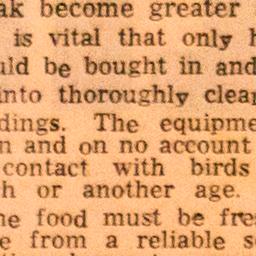 ak become greater
is vital that only h
uld be bought in and
into thoroughly clea
dings. The equipme
n and on no account
contact with birds
h or another age.
ne food must be fres
e from a reliable s